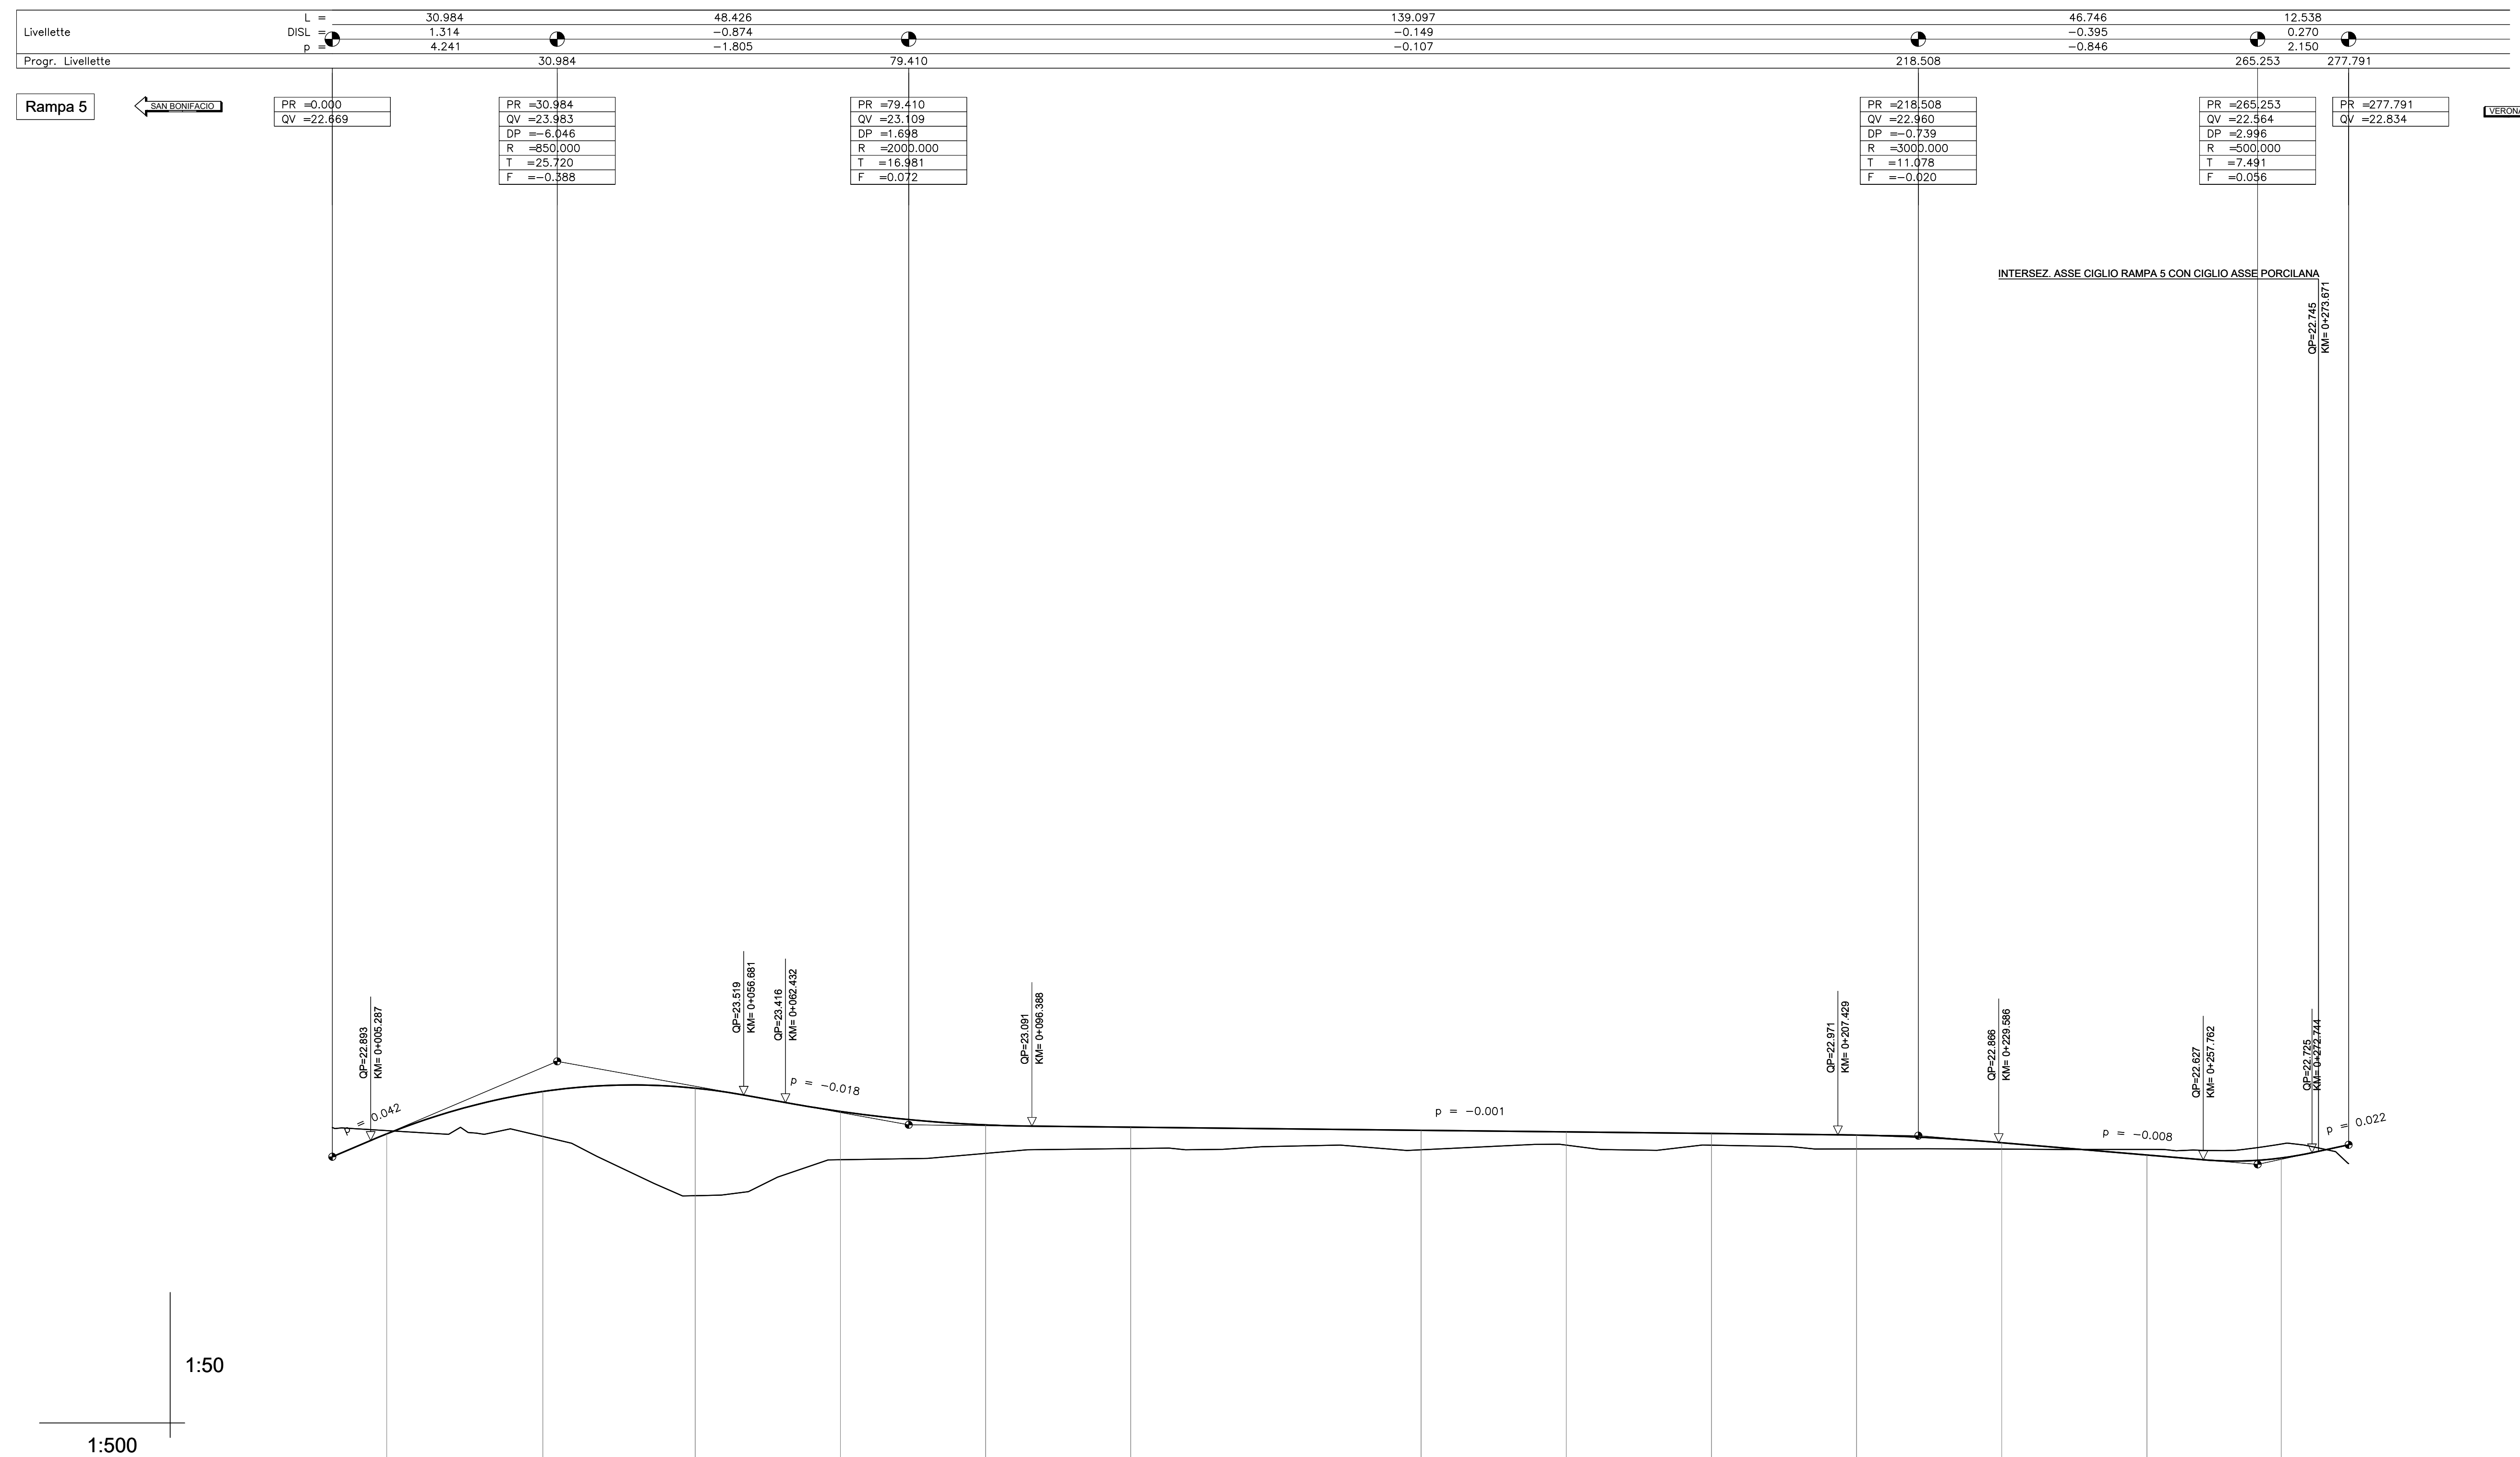 L = 30.984 48.426 139.097 46.746 12.538
Livellette DISL = 1.314 −0.874 −0.149 −0.395 0.270
p = 4.241 −1.805 −0.107 −0.846 2.150
Progr. Livellette 30.984 79.410 218.508 265.253 277.791
Rampa 5
SAN BONIFACIO
PR =0.000
QV =22.669
PR =30.984
QV =23.983
DP =−6.046
R =850.000
T =25.720
F =−0.388
PR =79.410
QV =23.109
DP =1.698
R =2000.000
T =16.981
F =0.072
PR =218.508
QV =22.960
DP =−0.739
R =3000.000
T =11.078
F =−0.020
PR =265.253
QV =22.564
DP =2.996
R =500.000
T =7.491
F =0.056
PR =277.791
QV =22.834
VERONA
INTERSEZ. ASSE CIGLIO RAMPA 5 CON CIGLIO ASSE PORCILANA
QP=22.745
KM= 0+273.671
QP=22.893
KM= 0+005.287
QP=23.519
KM= 0+056.681
QP=23.416
KM= 0+062.432
QP=23.091
KM= 0+096.388
QP=22.971
KM= 0+207.429
QP=22.866
KM= 0+229.586
QP=22.627
KM= 0+257.762
QP=22.725
KM= 0+272.744
p = 0.042
p = −0.018
p = −0.001
p = −0.008
p = 0.022
1:50
1:500